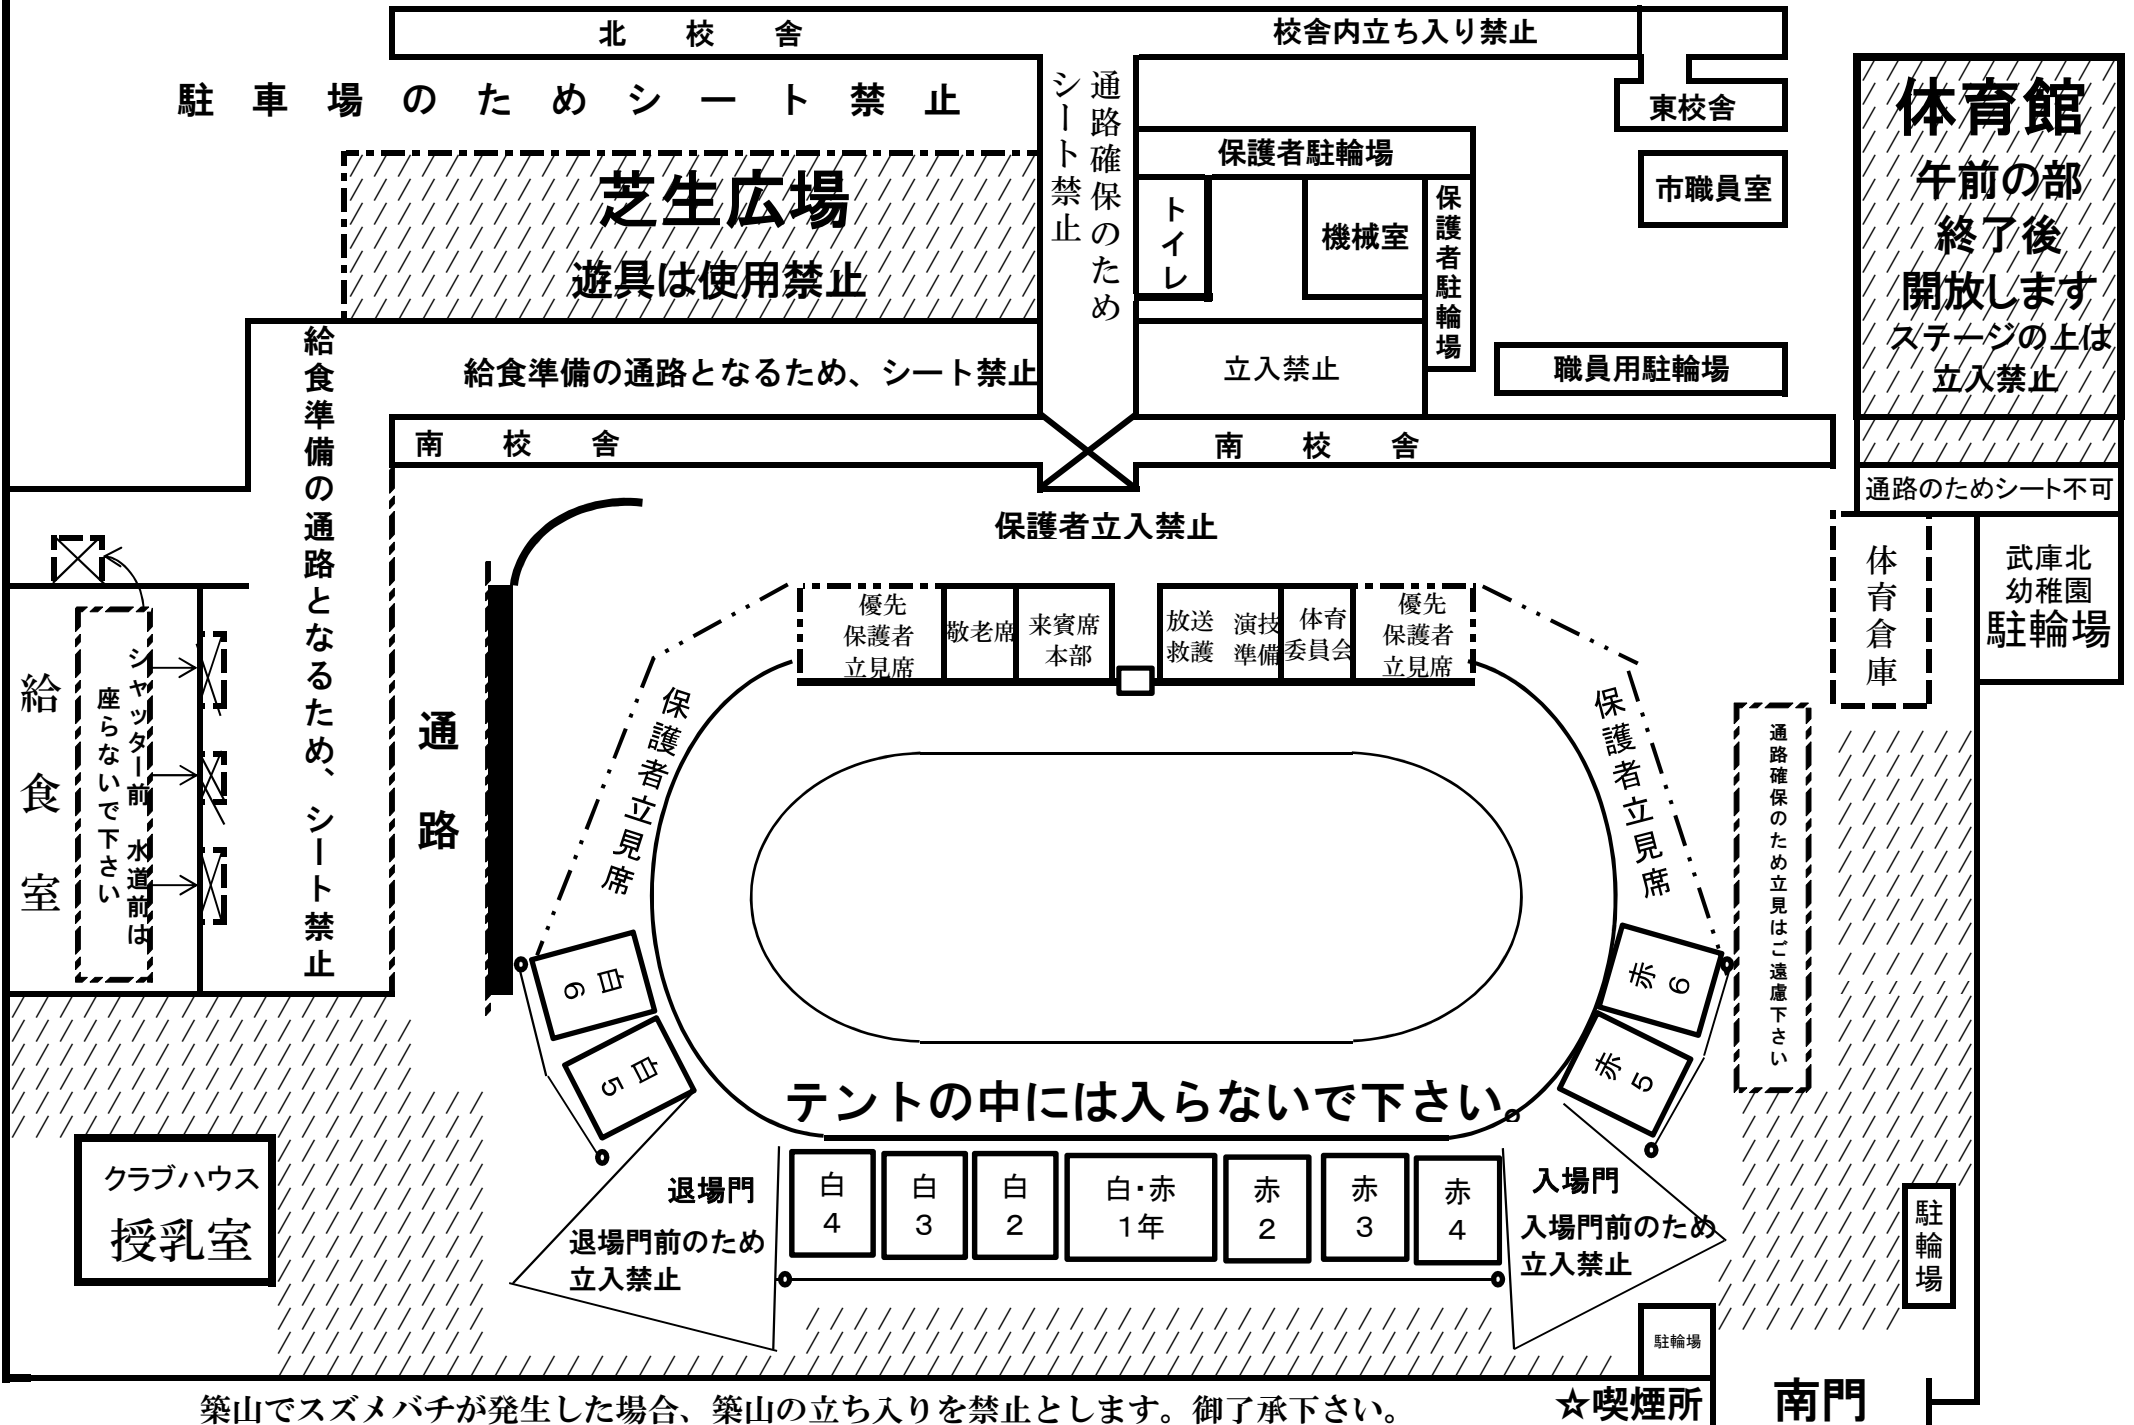 北校舎
校舎内立ち入り禁止
駐車場のためシート禁止
通路確保のため
シート禁止
東校舎
体育館
午前の部
終了後
開放します
ステージの上は
立入禁止
保護者駐輪場
市職員室
芝生広場
遊具は使用禁止
トイレ
機械室
保護者駐輪場
給食準備の通路となるため、シート禁止
給食準備の通路となるため、シート禁止
立入禁止
職員用駐輪場
南校舎
南校舎
通路のためシート不可
保護者立入禁止
体育倉庫
武庫北
幼稚園
駐輪場
優先
保護者
立見席
敬老席
来賓席
本部
放送
救護
演技
準備
体育
委員会
優先
保護者
立見席
給食室
シャッター前　水道前は
座らないで下さい
通路
保護者立見席
保護者立見席
通路確保のため立見はご遠慮下さい
白
6
白
5
赤
6
赤
5
テントの中には入らないで下さい。
クラブハウス
授乳室
退場門
退場門前のため
立入禁止
白
4
白
3
白
2
白・赤
1年
赤
2
赤
3
赤
4
入場門
入場門前のため
立入禁止
駐輪場
駐輪場
築山でスズメバチが発生した場合、築山の立ち入りを禁止とします。御了承下さい。
☆喫煙所
南門